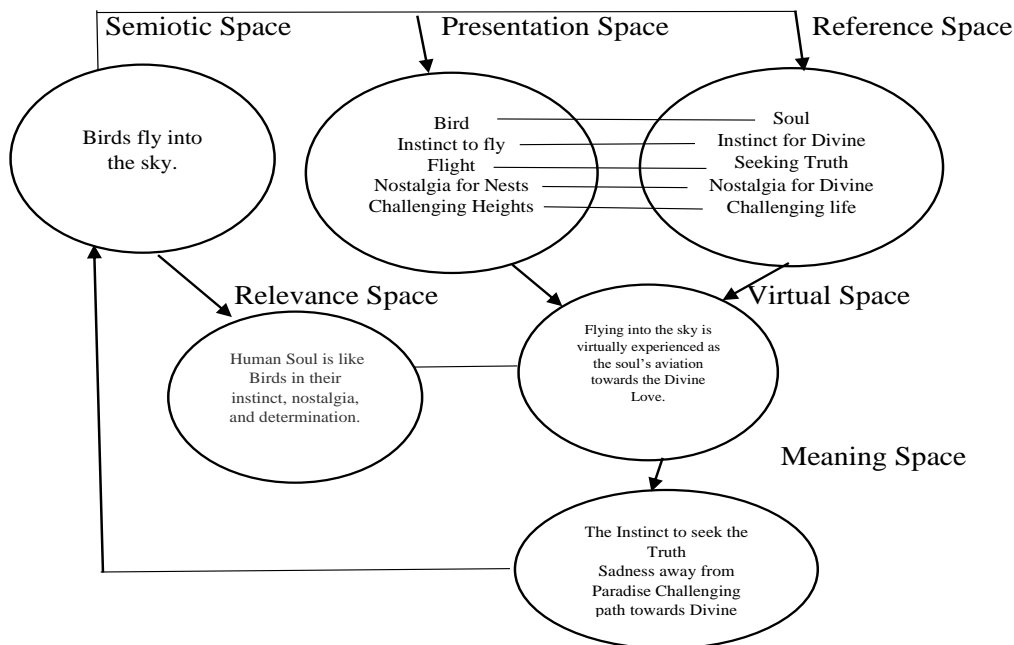 Semiotic Space
Presentation Space
Reference Space
Birds fly into
the sky.
Bird
Instinct to fly
Flight
Nostalgia for Nests
Challenging Heights
Soul
Instinct for Divine
Seeking Truth
Nostalgia for Divine
Challenging life
Relevance Space
Virtual Space
Human Soul is like
Birds in their
instinct, nostalgia,
and determination.
Flying into the sky is
virtually experienced as
the soul's aviation
towards the Divine
Love.
Meaning Space
The Instinct to seek the
Truth
Sadness away from
Paradise Challenging
path towards Divine